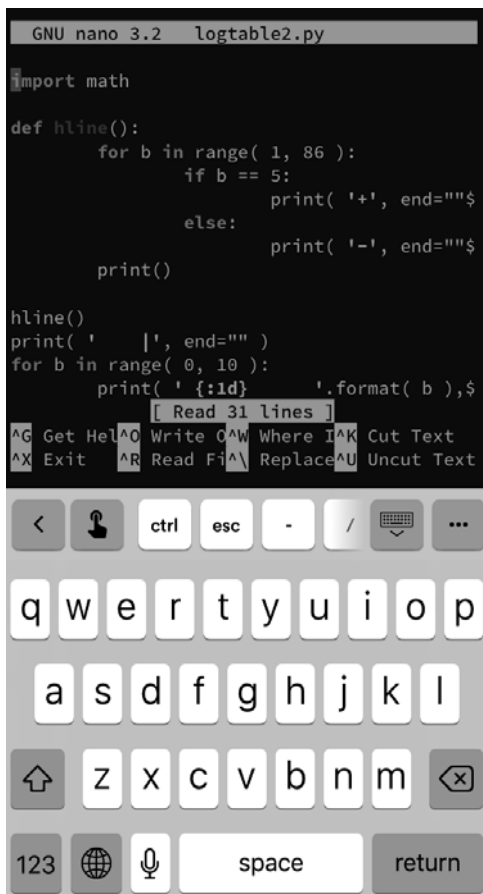 GNU nano 3.2   logtable2.py
import math
def hline():
        for b in range( 1, 86 ):
                if b == 5:
                        print( '+', end=""$
                else:
                        print( '-', end=""$
        print()
hline()
print( '    |', end="" )
for b in range( 0, 10 ):
        print( ' {:1d}      '.format( b ),$
[ Read 31 lines ]
^G Get Hel^O Write O^W Where I^K Cut Text
^X Exit   ^R Read Fi^\ Replace^U Uncut Text
< ctrl esc - / •••
q w e r t y u i o p
a s d f g h j k l
z x c v b n m
123 space return